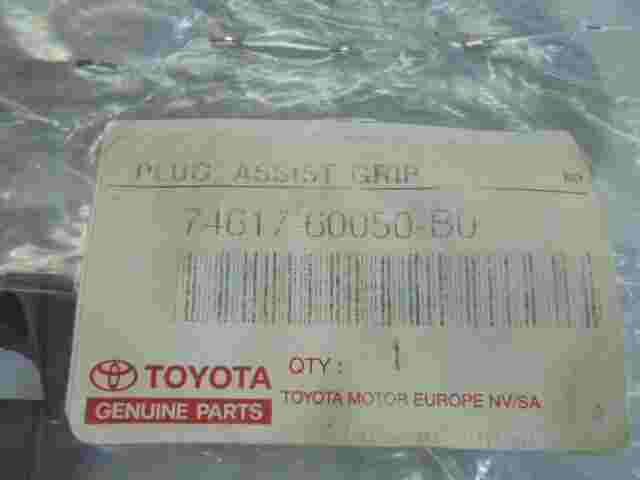 PLUG, ASSIST GRIP
74617-60050-B0
QTY: 1
TOYOTA
GENUINE PARTS
TOYOTA MOTOR EUROPE NV/SA